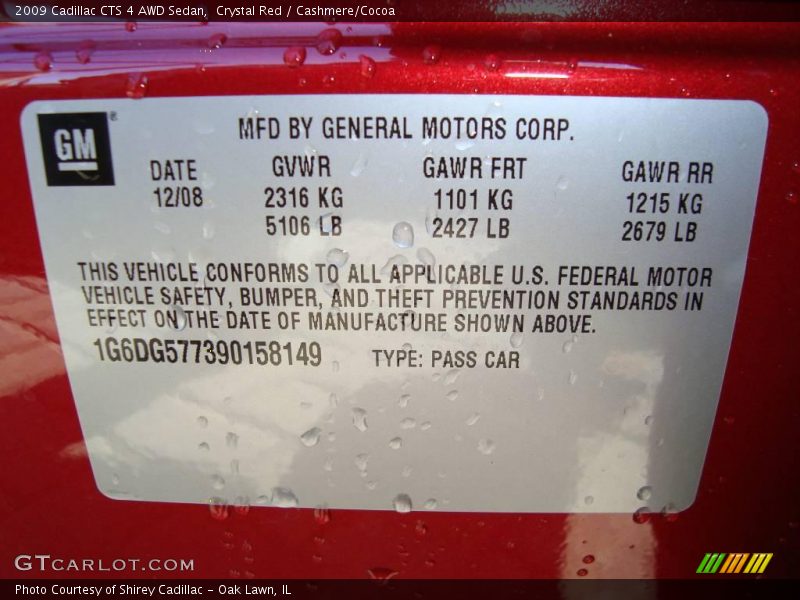 2009 Cadillac CTS 4 AWD Sedan,  Crystal Red / Cashmere/Cocoa
GM®
MFD BY GENERAL MOTORS CORP.
DATE GVWR GAWR FRT GAWR RR
12/08 2316 KG 1101 KG 1215 KG
5106 LB 2427 LB 2679 LB
THIS VEHICLE CONFORMS TO ALL APPLICABLE U.S. FEDERAL MOTOR
VEHICLE SAFETY, BUMPER, AND THEFT PREVENTION STANDARDS IN
EFFECT ON THE DATE OF MANUFACTURE SHOWN ABOVE.
1G6DG577390158149 TYPE: PASS CAR
GTCARLOT.COM
Photo Courtesy of Shirey Cadillac - Oak Lawn, IL